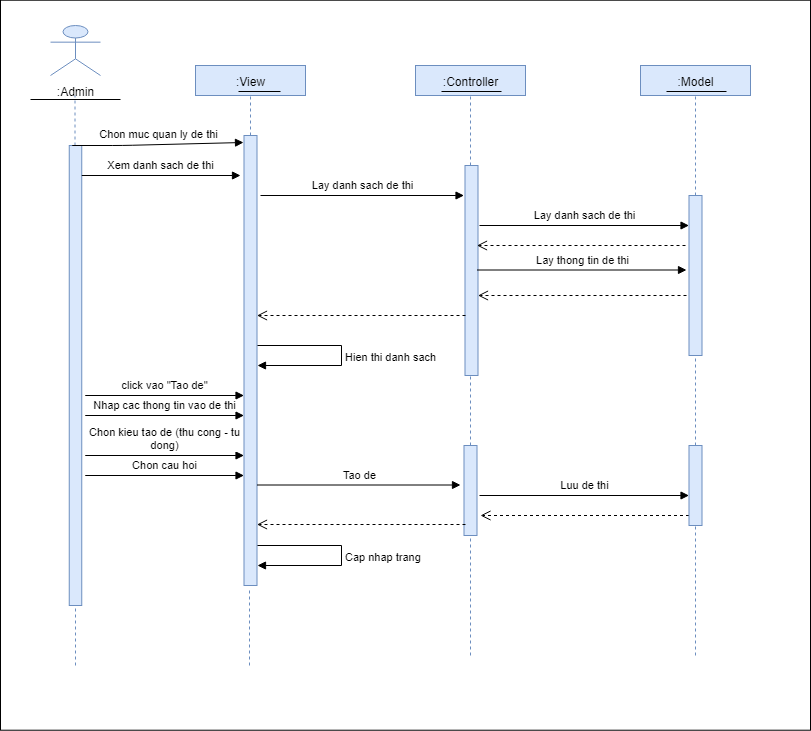 :Admin
:View
:Controller
:Model
Chon muc quan ly de thi
Xem danh sach de thi
Lay danh sach de thi
Lay danh sach de thi
Lay thong tin de thi
Hien thi danh sach
click vao "Tao de"
Nhap cac thong tin vao de thi
Chon kieu tao de (thu cong - tu
dong)
Chon cau hoi
Tao de
Luu de thi
Cap nhap trang